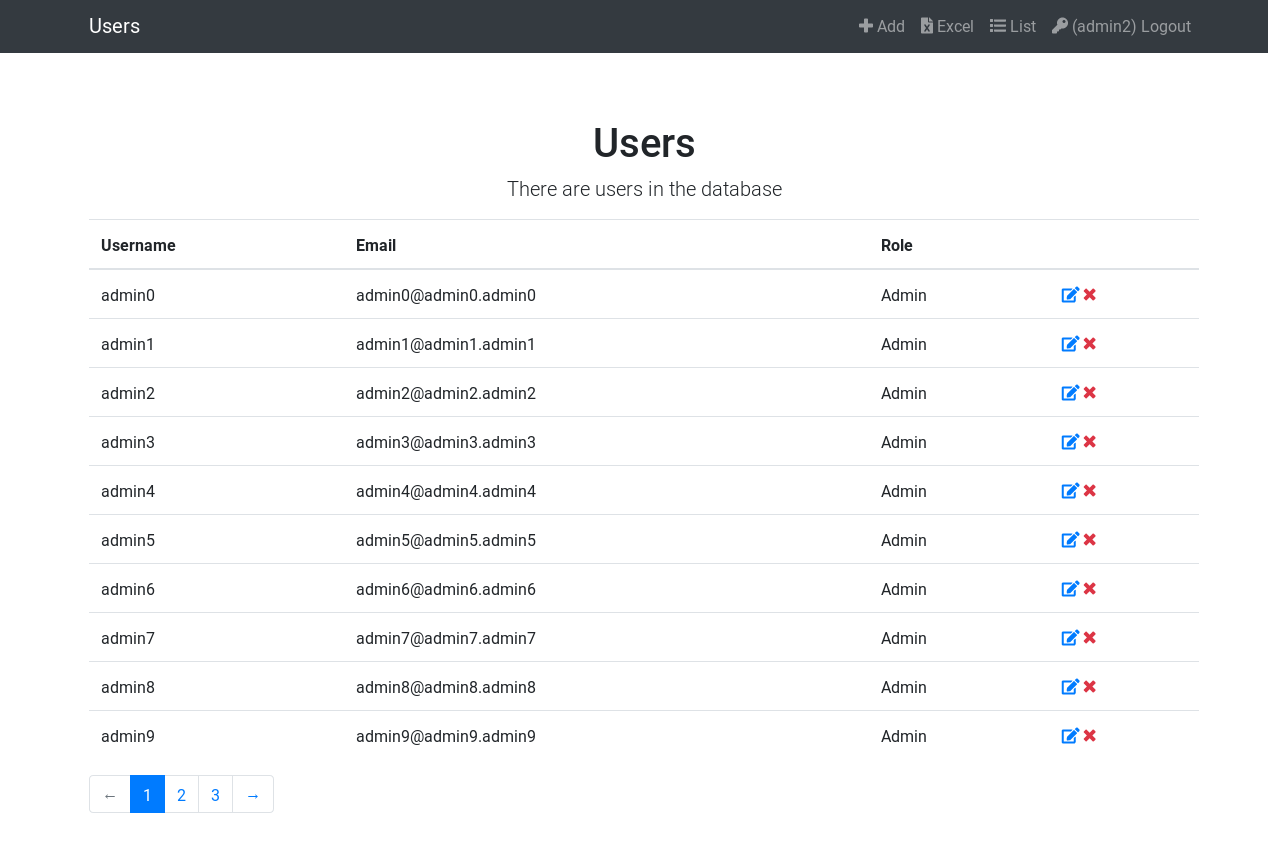 Users Add Excel List (admin2) Logout
Users
There are users in the database
Username Email Role
admin0 admin0@admin0.admin0 Admin
admin1 admin1@admin1.admin1 Admin
admin2 admin2@admin2.admin2 Admin
admin3 admin3@admin3.admin3 Admin
admin4 admin4@admin4.admin4 Admin
admin5 admin5@admin5.admin5 Admin
admin6 admin6@admin6.admin6 Admin
admin7 admin7@admin7.admin7 Admin
admin8 admin8@admin8.admin8 Admin
admin9 admin9@admin9.admin9 Admin
← 1 2 3 →